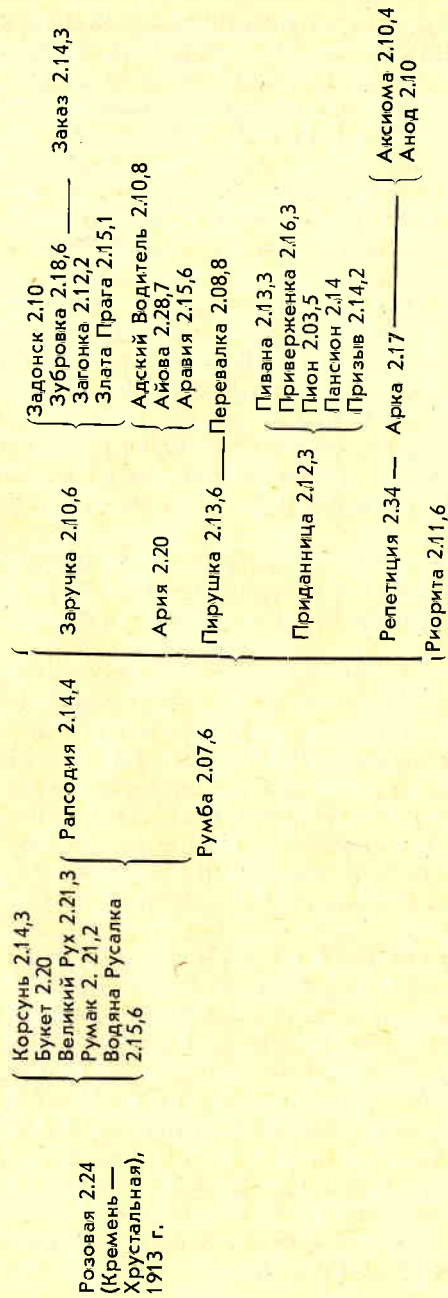 Розовая 2.24
(Кремень —
Хрустальная),
1913 г.
Корсунь 2.14,3
Букет 2.20
Великий Рух 2.21,3
Румак 2. 21,2
Водяна Русалка
2.15,6
Рапсодия 2.14,4
Румба 2.07,6
Заручка 2.10,6
Задонск 2.10
Зубровка 2.18,6 — Заказ 2.14,3
Загонка 2.12,2
Злата Прага 2.15,1
Ария 2.20
Адский Водитель 2.10,8
Айова 2.28,7
Аравия 2.15,6
Пирушка 2.13,6 — Перевалка 2.08,8
Приданница 2.12,3
Пивана 2.13,3
Приверженка 2.16,3
Пион 2.03,5
Пансион 2.14
Призыв 2.14,2
Репетиция 2.34 — Арка 2.17 —
Аксиома 2.10,4
Анод 2.10
Риорита 2.11,6